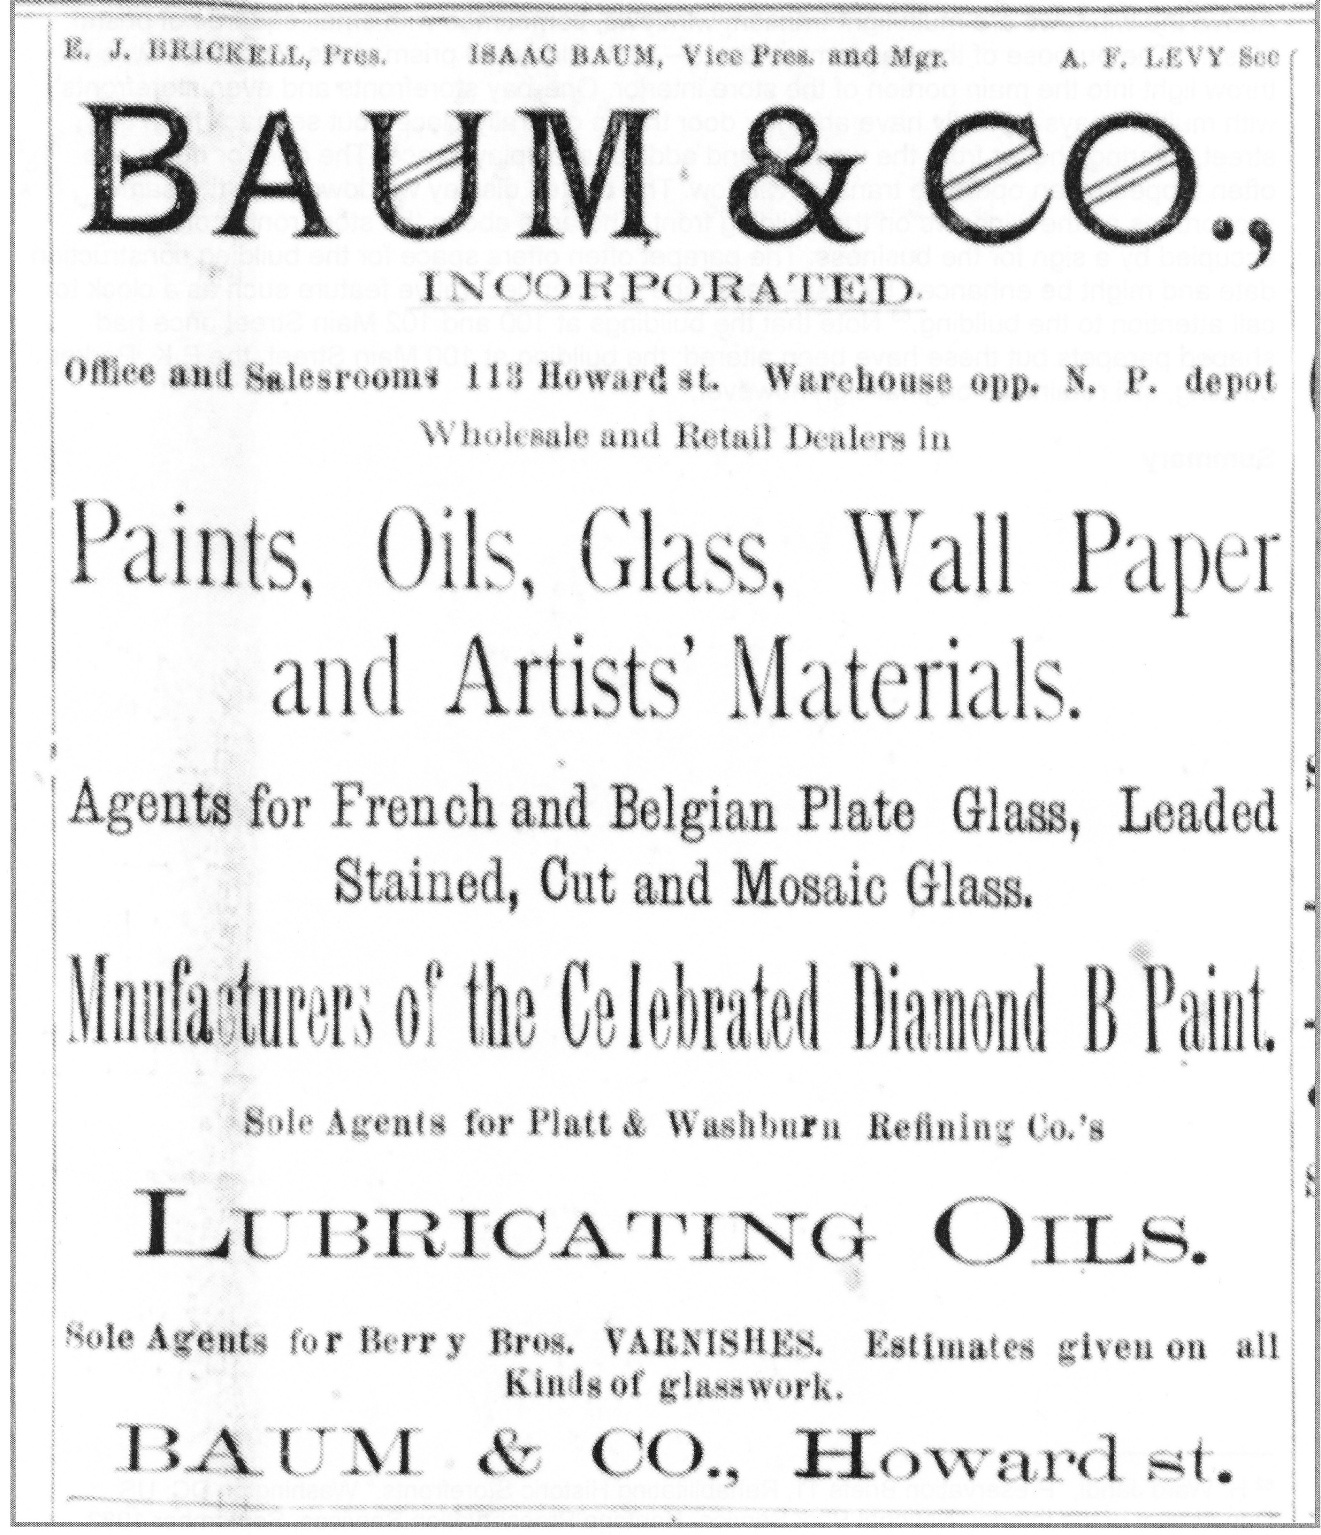 E. J. BRICKELL, Pres. ISAAC BAUM, Vice Pres. and Mgr. A. F. LEVY Sec
BAUM & CO.,
INCORPORATED.
Office and Salesrooms 113 Howard st. Warehouse opp. N. P. depot
Wholesale and Retail Dealers in
Paints, Oils, Glass, Wall Paper
and Artists' Materials.
Agents for French and Belgian Plate Glass, Leaded
Stained, Cut and Mosaic Glass.
Mnufacturers of the Celebrated Diamond B Paint.
Sole Agents for Platt & Washburn Refining Co.'s
LUBRICATING OILS.
Sole Agents for Berry Bros. VARNISHES. Estimates given on all
Kinds of glasswork.
BAUM & CO., Howard st.